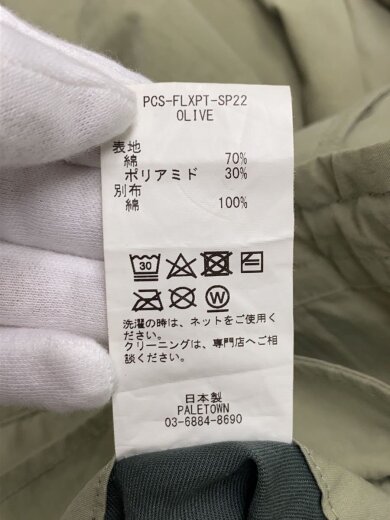 PCS-FLXPT-SP22
OLIVE
表地
綿 70%
ポリアミド 30%
別布
綿 100%
30
W
洗濯の時は、ネットをご使用く
ださい。
クリーニングは、専門店へご相
談ください。
日本製
PALETOWN
03-6884-8690